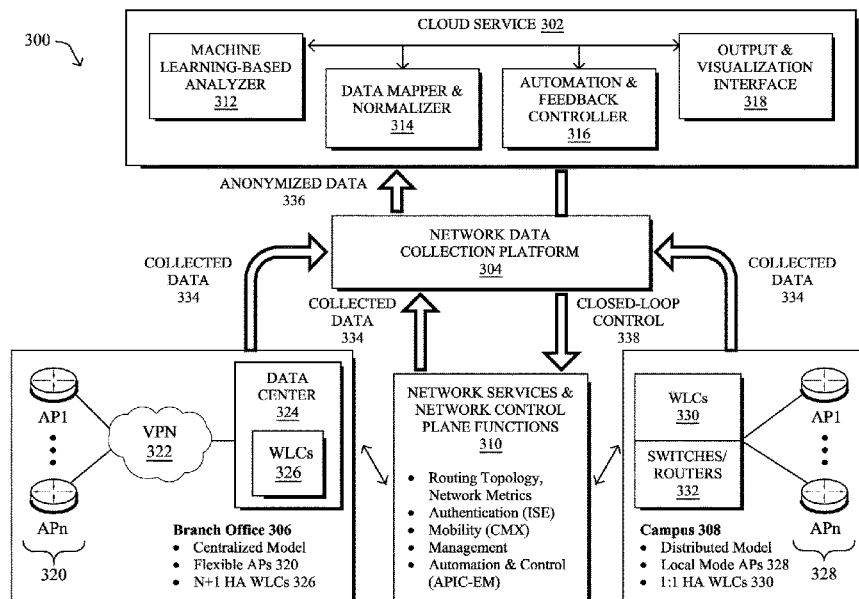 300
CLOUD SERVICE 302
MACHINE
LEARNING-BASED
ANALYZER
312
DATA MAPPER &
NORMALIZER
314
AUTOMATION &
FEEDBACK
CONTROLLER
316
OUTPUT &
VISUALIZATION
INTERFACE
318
ANONYMIZED DATA
336
NETWORK DATA
COLLECTION PLATFORM
304
COLLECTED
DATA
334
COLLECTED
DATA
334
CLOSED-LOOP
CONTROL
338
COLLECTED
DATA
334
AP1
APn
320
VPN
322
DATA
CENTER
324
WLCs
326
Branch Office 306
• Centralized Model
• Flexible APs 320
• N+1 HA WLCs 326
NETWORK SERVICES &
NETWORK CONTROL
PLANE FUNCTIONS
310
• Routing Topology,
Network Metrics
• Authentication (ISE)
• Mobility (CMX)
• Management
• Automation & Control
(APIC-EM)
WLCs
330
SWITCHES/
ROUTERS
332
AP1
APn
328
Campus 308
• Distributed Model
• Local Mode APs 328
• 1:1 HA WLCs 330